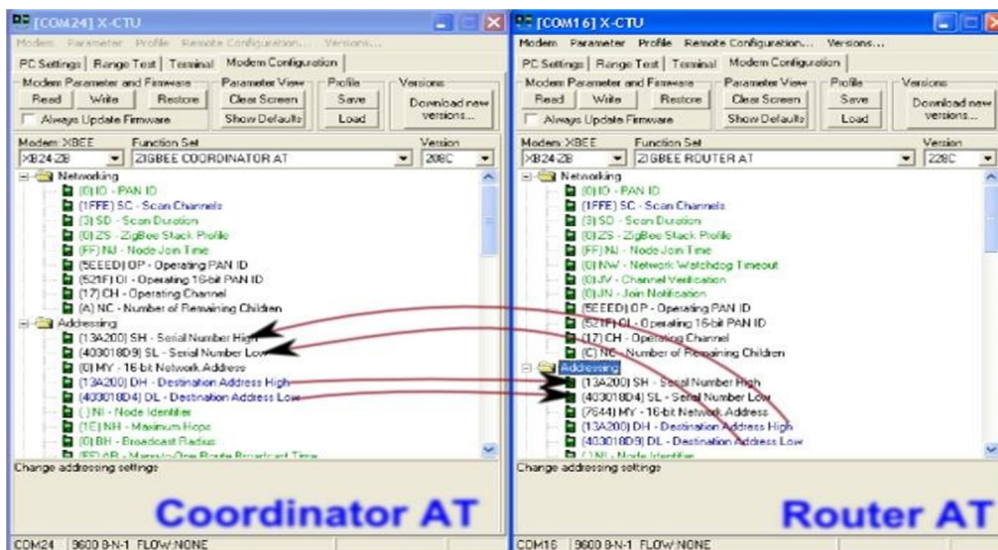 [COM24] X-CTU
Modem Parameter Profile Remote Configuration... Versions...
PC Settings Range Test Terminal Modem Configuration
Modem Parameter and Firmware Parameter View Profile Versions
Read Write Restore Clear Screen Save Download new versions...
Always Update Firmware Show Defaults Load
Modem: XBEE Function Set Version
XB24-ZB ZIGBEE COORDINATOR AT 208C
Networking
(0) ID - PAN ID
(1FFE) SC - Scan Channels
(3) SD - Scan Duration
(0) ZS - ZigBee Stack Profile
(FF) NJ - Node Join Time
(5EEED) OP - Operating PAN ID
(521F) OI - Operating 16-bit PAN ID
(17) CH - Operating Channel
(A) NC - Number of Remaining Children
Addressing
(13A200) SH - Serial Number High
(403018D9) SL - Serial Number Low
(0) MY - 16-bit Network Address
(13A200) DH - Destination Address High
(403018D4) DL - Destination Address Low
( ) NI - Node Identifier
(1E) NH - Maximum Hops
(0) BH - Broadcast Radius
(FF) AR - Many-to-One Route Broadcast Time
Change addressing settings
Coordinator AT
COM24 9600 8-N-1 FLOW:NONE
[COM16] X-CTU
Modem Parameter Profile Remote Configuration... Versions...
PC Settings Range Test Terminal Modem Configuration
Modem Parameter and Firmware Parameter View Profile Versions
Read Write Restore Clear Screen Save Download new versions...
Always Update Firmware Show Defaults Load
Modem: XBEE Function Set Version
XB24-ZB ZIGBEE ROUTER AT 228C
Networking
(0) ID - PAN ID
(1FFE) SC - Scan Channels
(3) SD - Scan Duration
(0) ZS - ZigBee Stack Profile
(FF) NJ - Node Join Time
(0) NW - Network Watchdog Timeout
(0) JV - Channel Verification
(0) JN - Join Notification
(5EEED) OP - Operating PAN ID
(521F) OI - Operating 16-bit PAN ID
(17) CH - Operating Channel
(C) NC - Number of Remaining Children
Addressing
(13A200) SH - Serial Number High
(403018D4) SL - Serial Number Low
(7644) MY - 16-bit Network Address
(13A200) DH - Destination Address High
(403018D9) DL - Destination Address Low
( ) NI - Node Identifier
Change addressing settings
Router AT
COM16 9600 8-N-1 FLOW:NONE